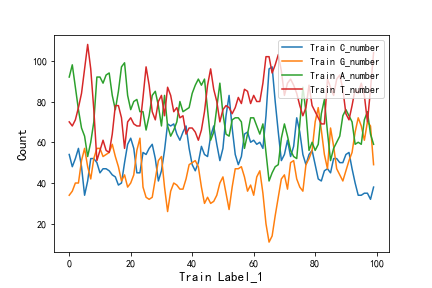 Train C_number
Train G_number
Train A_number
Train T_number
100
80
60
40
20
Count
0
20
40
60
80
100
Train Label_1